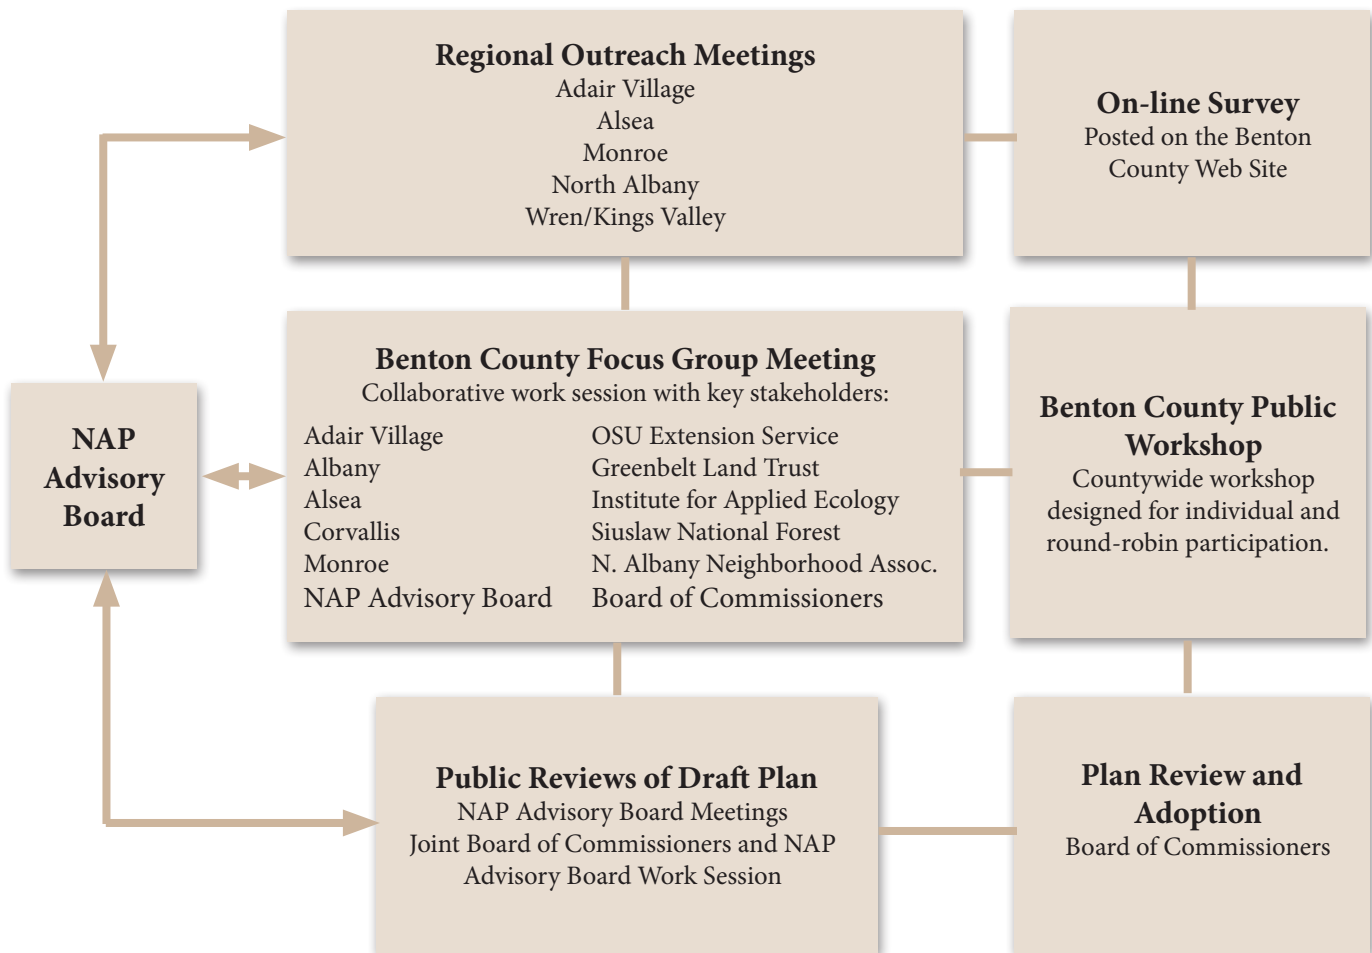 Regional Outreach Meetings
Adair Village
Alsea
Monroe
North Albany
Wren/Kings Valley
On-line Survey
Posted on the Benton
County Web Site
NAP
Advisory
Board
Benton County Focus Group Meeting
Collaborative work session with key stakeholders:
Adair Village
Albany
Alsea
Corvallis
Monroe
NAP Advisory Board
OSU Extension Service
Greenbelt Land Trust
Institute for Applied Ecology
Siuslaw National Forest
N. Albany Neighborhood Assoc.
Board of Commissioners
Benton County Public
Workshop
Countywide workshop
designed for individual and
round-robin participation.
Public Reviews of Draft Plan
NAP Advisory Board Meetings
Joint Board of Commissioners and NAP
Advisory Board Work Session
Plan Review and
Adoption
Board of Commissioners